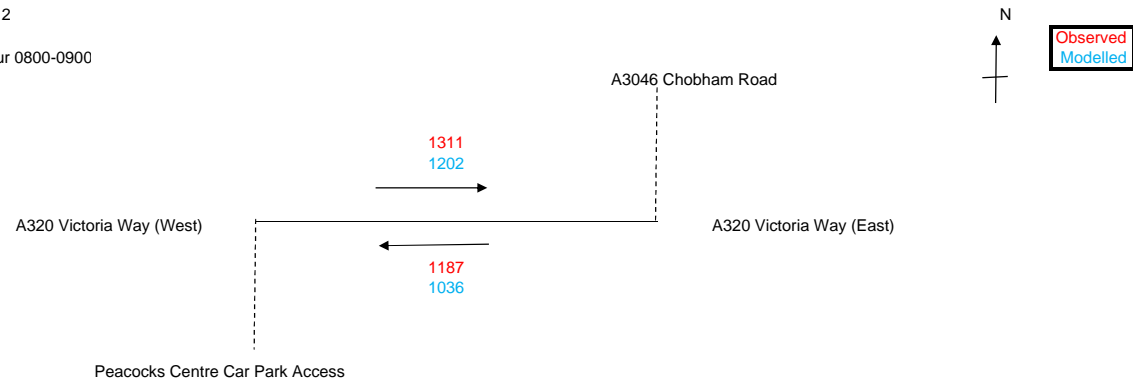 2
N
Observed
ur 0800-0900
Modelled
A3046 Chobham Road
1311
1202
A320 Victoria Way (West)
A320 Victoria Way (East)
1187
1036
Peacocks Centre Car Park Access